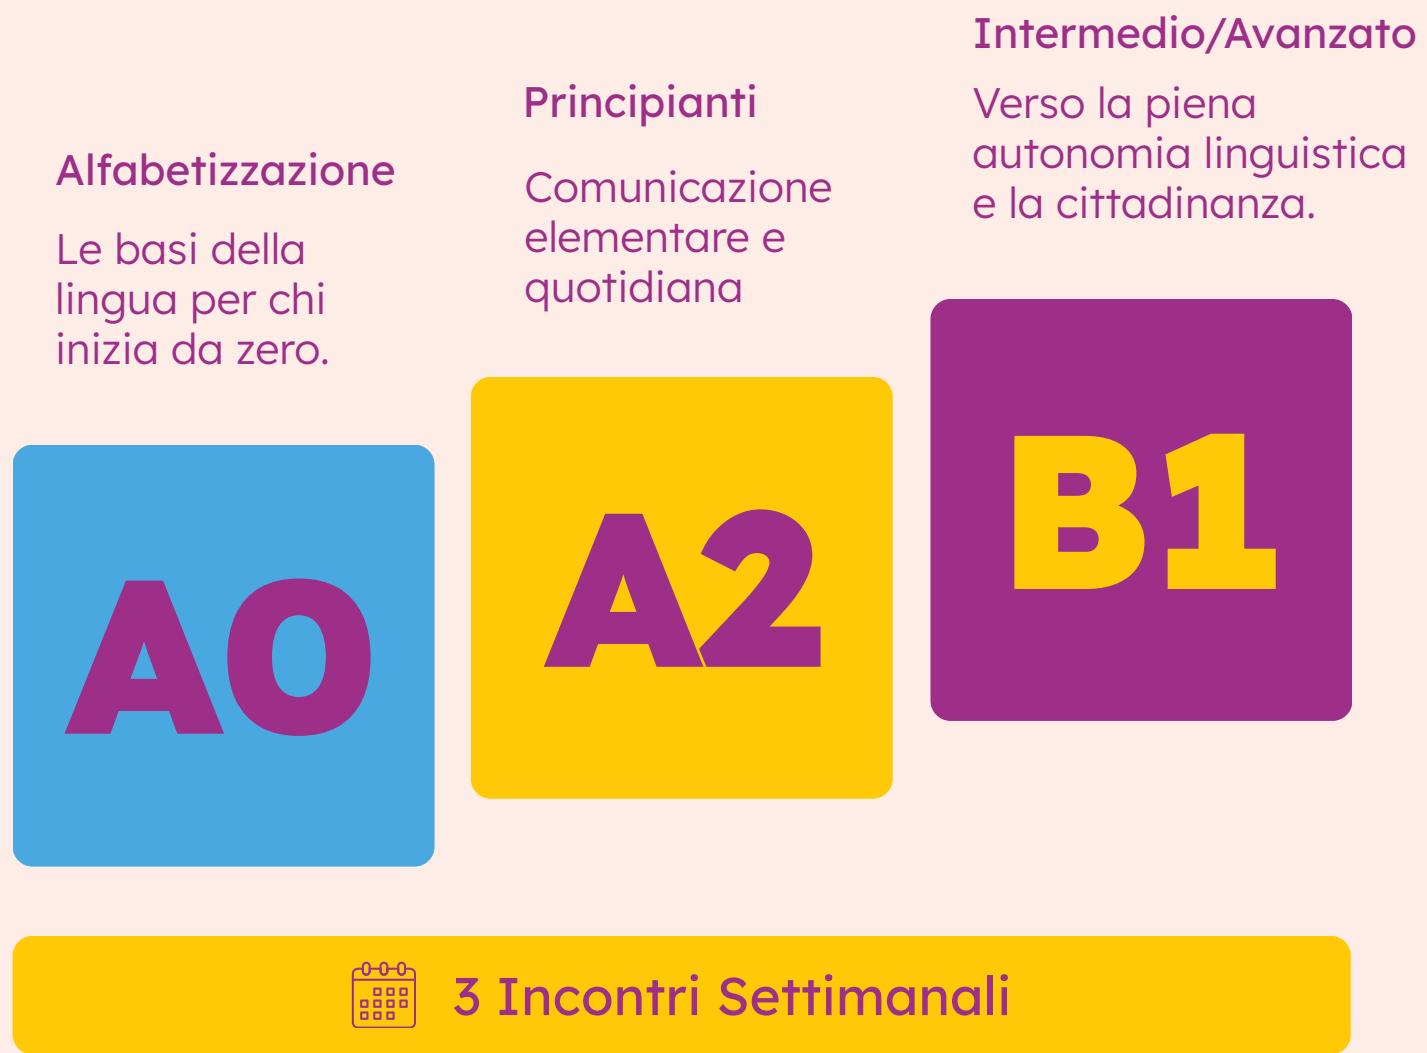 Alfabetizzazione
Le basi della
lingua per chi
inizia da zero.
A0
Principianti
Comunicazione
elementare e
quotidiana
A2
Intermedio/Avanzato
Verso la piena
autonomia linguistica
e la cittadinanza.
B1
3 Incontri Settimanali